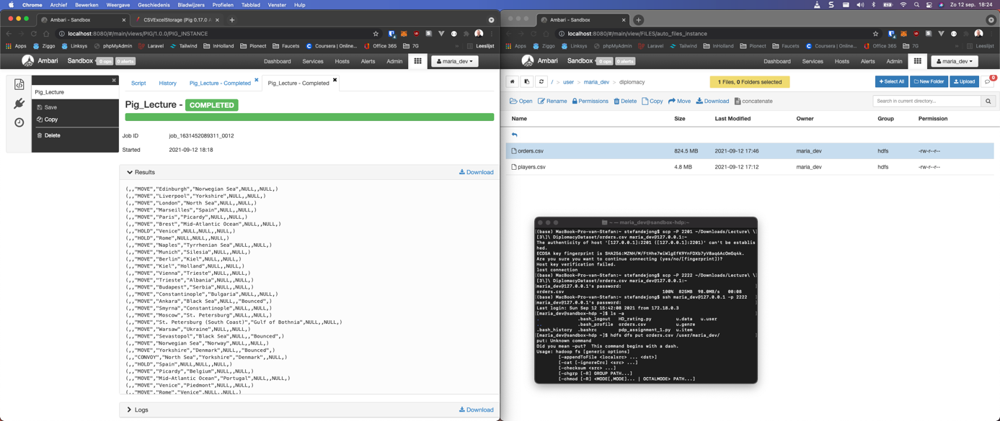 Chrome Archief Bewerken Weergave Geschiedenis Bladwijzers Profielen Tabblad Venster Help
Zo 12 sep. 18:24
Ambari - Sandbox
CSVExcelStorage (Pig 0.17.0 A
localhost:8080/#/main/views/PIG/1.0.0/PIG_INSTANCE
Apps Ziggo Linksys phpMyAdmin Laravel Tailwind InHolland Pionect Faucets Coursera | Online... Office 365 7G » Leeslijst
Ambari Sandbox 0 ops 0 alerts Dashboard Services Hosts Alerts Admin maria_dev
Pig_Lecture
Save
Copy
Delete
Script History Pig_Lecture - Completed Pig_Lecture - Completed
Pig_Lecture - COMPLETED
Job ID job_1631452089311_0012
Started 2021-09-12 18:18
Results Download
(,,"MOVE","Edinburgh","Norwegian Sea",NULL,,NULL,)
(,,"MOVE","Liverpool","Yorkshire",NULL,,NULL,)
(,,"MOVE","London","North Sea",NULL,,NULL,)
(,,"MOVE","Marseilles","Spain",NULL,,NULL,)
(,,"MOVE","Paris","Picardy",NULL,,NULL,)
(,,"MOVE","Brest","Mid-Atlantic Ocean",NULL,,NULL,)
(,,"HOLD","Venice",NULL,NULL,,NULL,)
(,,"HOLD","Rome",NULL,NULL,,NULL,)
(,,"MOVE","Naples","Tyrrhenian Sea",NULL,,NULL,)
(,,"MOVE","Munich","Silesia",NULL,,NULL,)
(,,"MOVE","Berlin","Kiel",NULL,,NULL,)
(,,"MOVE","Kiel","Holland",NULL,,NULL,)
(,,"MOVE","Vienna","Trieste",NULL,,NULL,)
(,,"MOVE","Trieste","Albania",NULL,,NULL,)
(,,"MOVE","Budapest","Serbia",NULL,,NULL,)
(,,"MOVE","Constantinople","Bulgaria",NULL,,NULL,)
(,,"MOVE","Ankara","Black Sea",NULL,,"Bounced",)
(,,"MOVE","Smyrna","Constantinople",NULL,,NULL,)
(,,"MOVE","Moscow","St. Petersburg",NULL,,NULL,)
(,,"MOVE","St. Petersburg (South Coast)","Gulf of Bothnia",NULL,,NULL,)
(,,"MOVE","Warsaw","Ukraine",NULL,,NULL,)
(,,"MOVE","Sevastopol","Black Sea",NULL,,"Bounced",)
(,,"MOVE","Norwegian Sea","Norway",NULL,,NULL,)
(,,"MOVE","Yorkshire","Denmark",NULL,,"Bounced",)
(,,"CONVOY","North Sea","Yorkshire","Denmark",,NULL,)
(,,"HOLD","Spain",NULL,NULL,,NULL,)
(,,"MOVE","Picardy","Belgium",NULL,,NULL,)
(,,"MOVE","Mid-Atlantic Ocean","Portugal",NULL,,NULL,)
(,,"MOVE","Venice","Piedmont",NULL,,NULL,)
(,,"MOVE","Rome","Venice",NULL,,NULL,)
Logs Download
Ambari - Sandbox
localhost:8080/#/main/view/FILES/auto_files_instance
Apps Ziggo Linksys phpMyAdmin Laravel Tailwind InHolland Pionect Faucets Coursera | Online... Office 365 7G » Leeslijst
Ambari Sandbox 0 ops 0 alerts Dashboard Services Hosts Alerts Admin maria_dev
/ > user > maria_dev > diplomacy 1 Files, 0 Folders selected + Select All New Folder Upload 0
Open Rename Permissions Delete Copy Move Download concatenate Search in current directory...
Name Size Last Modified Owner Group Permission
orders.csv 824.5 MB 2021-09-12 17:46 maria_dev hdfs -rw-r--r--
players.csv 4.8 MB 2021-09-12 17:12 maria_dev hdfs -rw-r--r--
~ — maria_dev@sandbox-hdp:~
(base) MacBook-Pro-van-Stefan:~ stefandejong$ scp -P 2201 ~/Downloads/Lecture\ \
[3\]\ DiplomacyDataset/orders.csv maria_dev@127.0.0.1:~
The authenticity of host '[127.0.0.1]:2201 ([127.0.0.1]:2201)' can't be establis
hed.
ECDSA key fingerprint is
Are you sure you want to continue connecting (yes/no/[fingerprint])?
Host key verification failed.
lost connection
(base) MacBook-Pro-van-Stefan:~ stefandejong$ scp -P 2222 ~/Downloads/Lecture\ \
[3\]\ DiplomacyDataset/orders.csv maria_dev@127.0.0.1:~
maria_dev@127.0.0.1's password:
orders.csv 100% 825MB 98.0MB/s 00:08
(base) MacBook-Pro-van-Stefan:~ stefandejong$ ssh maria_dev@127.0.0.1 -p 2222
maria_dev@127.0.0.1's password:
Last login: Sun Sep 12 15:42:08 2021 from 172.18.0.3
[maria_dev@sandbox-hdp ~]$ ls -a
. .bash_logout HD_rating.py u.data u.user
.. .bash_profile orders.csv u.genre
.bash_history .bashrc pdp_assignment_1.py u.item
[maria_dev@sandbox-hdp ~]$ hdfs dfs put orders.csv /user/maria_dev/
put: Unknown command
Did you mean -put? This command begins with a dash.
Usage: hadoop fs [generic options]
[-appendToFile <localsrc> ... <dst>]
[-cat [-ignoreCrc] <src> ...]
[-checksum <src> ...]
[-chgrp [-R] GROUP PATH...]
[-chmod [-R] <MODE[,MODE]... | OCTALMODE> PATH...]